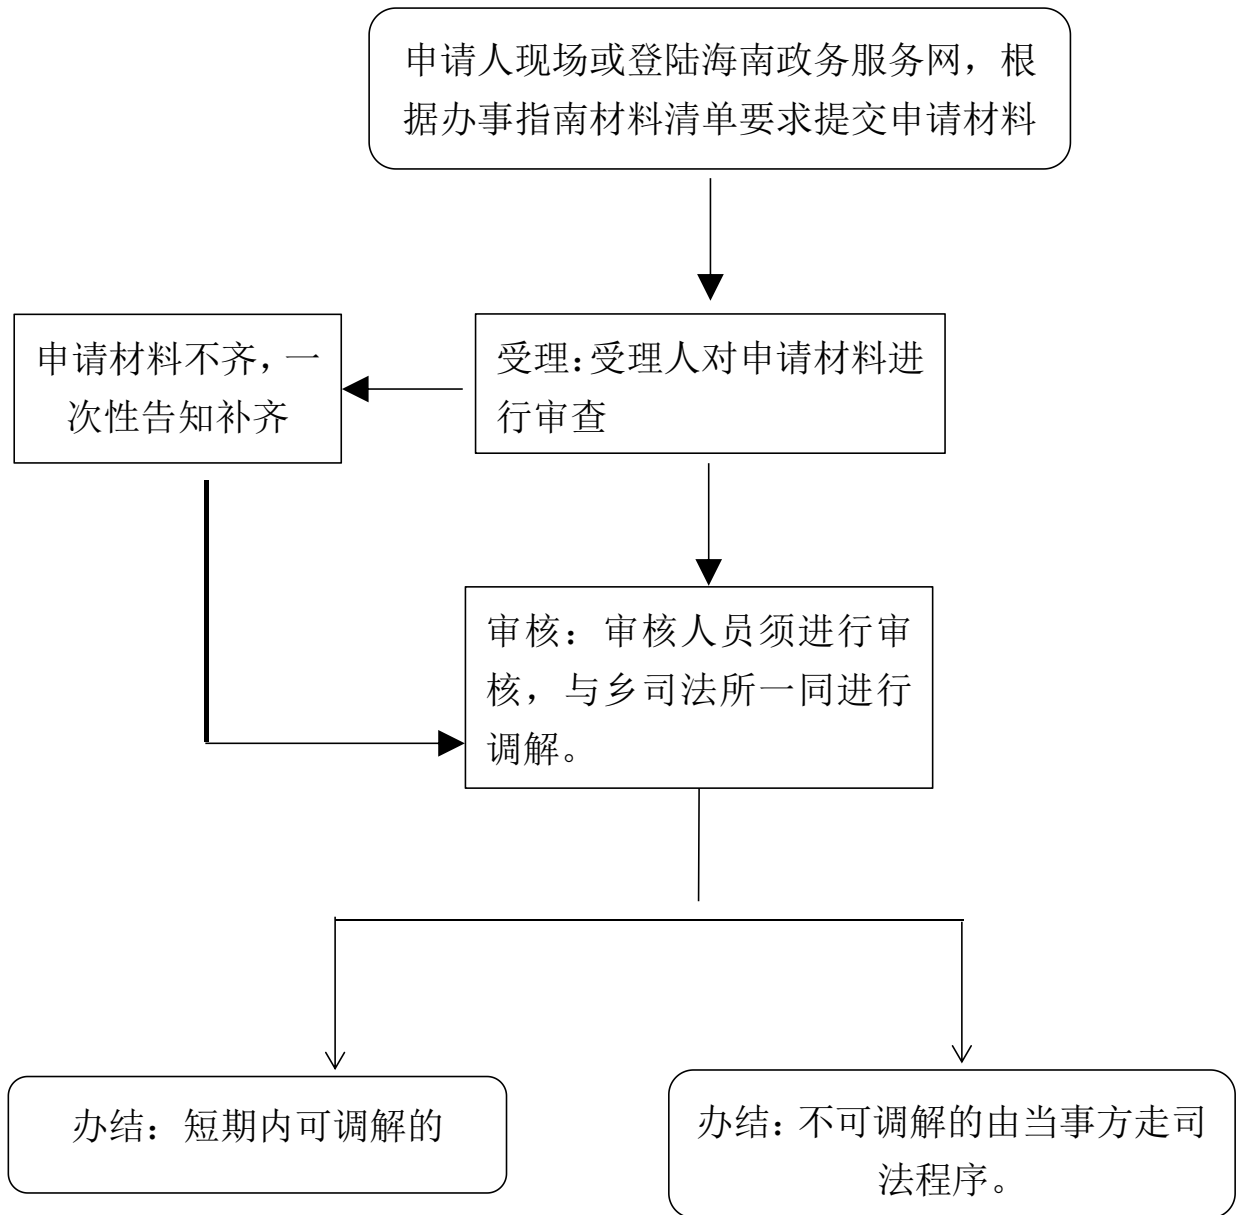 申请人现场或登陆海南政务服务网，根
据办事指南材料清单要求提交申请材料
申请材料不齐，一
次性告知补齐
受理：受理人对申请材料进
行审查
审核：审核人员须进行审
核，与乡司法所一同进行
调解。
办结：短期内可调解的
办结：不可调解的由当事方走司
法程序。